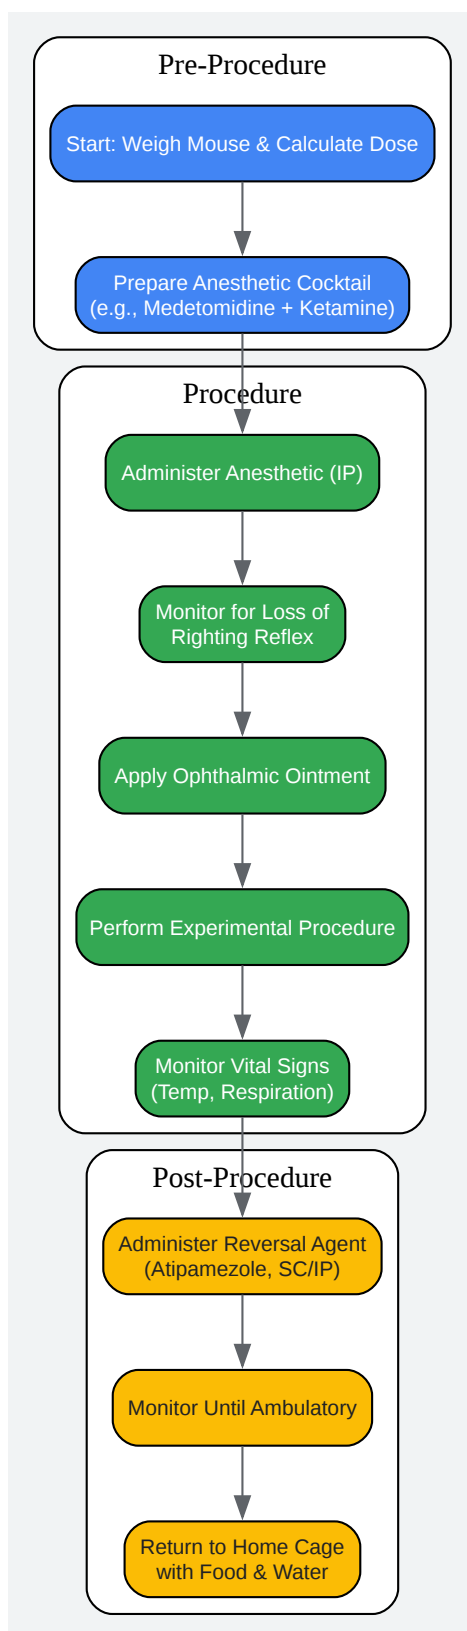 Pre-Procedure
Start: Weigh Mouse & Calculate Dose
Prepare Anesthetic Cocktail
(e.g., Medetomidine + Ketamine)
Procedure
Administer Anesthetic (IP)
Monitor for Loss of
Righting Reflex
Apply Ophthalmic Ointment
Perform Experimental Procedure
Monitor Vital Signs
(Temp, Respiration)
Post-Procedure
Administer Reversal Agent
(Atipamezole, SC/IP)
Monitor Until Ambulatory
Return to Home Cage
with Food & Water